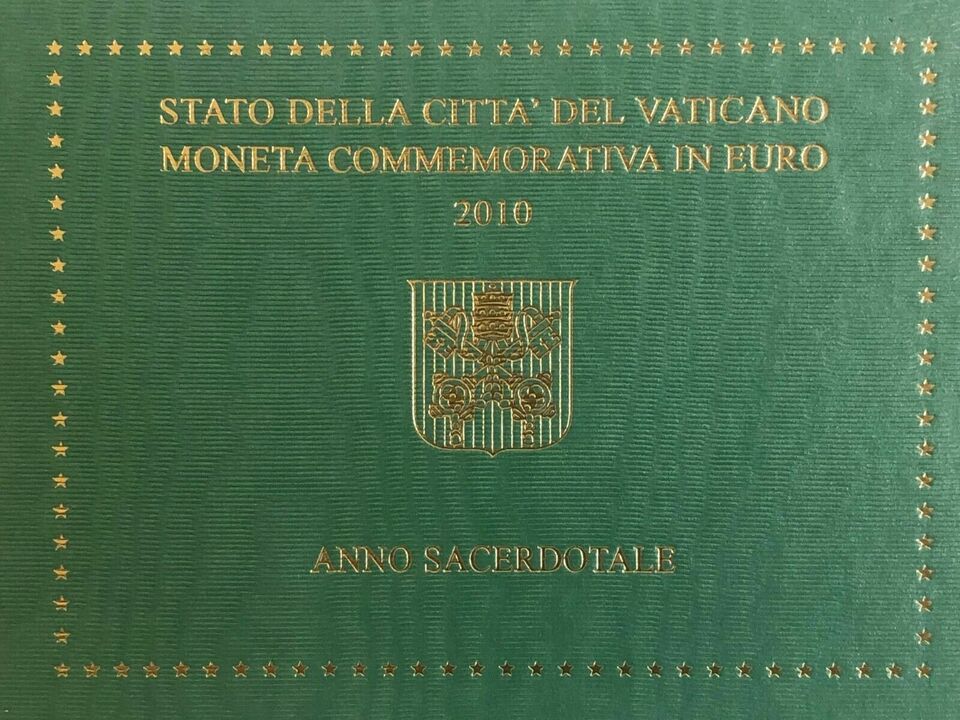 STATO DELLA CITTA' DEL VATICANO
MONETA COMMEMORATIVA IN EURO
2010
ANNO SACERDOTALE